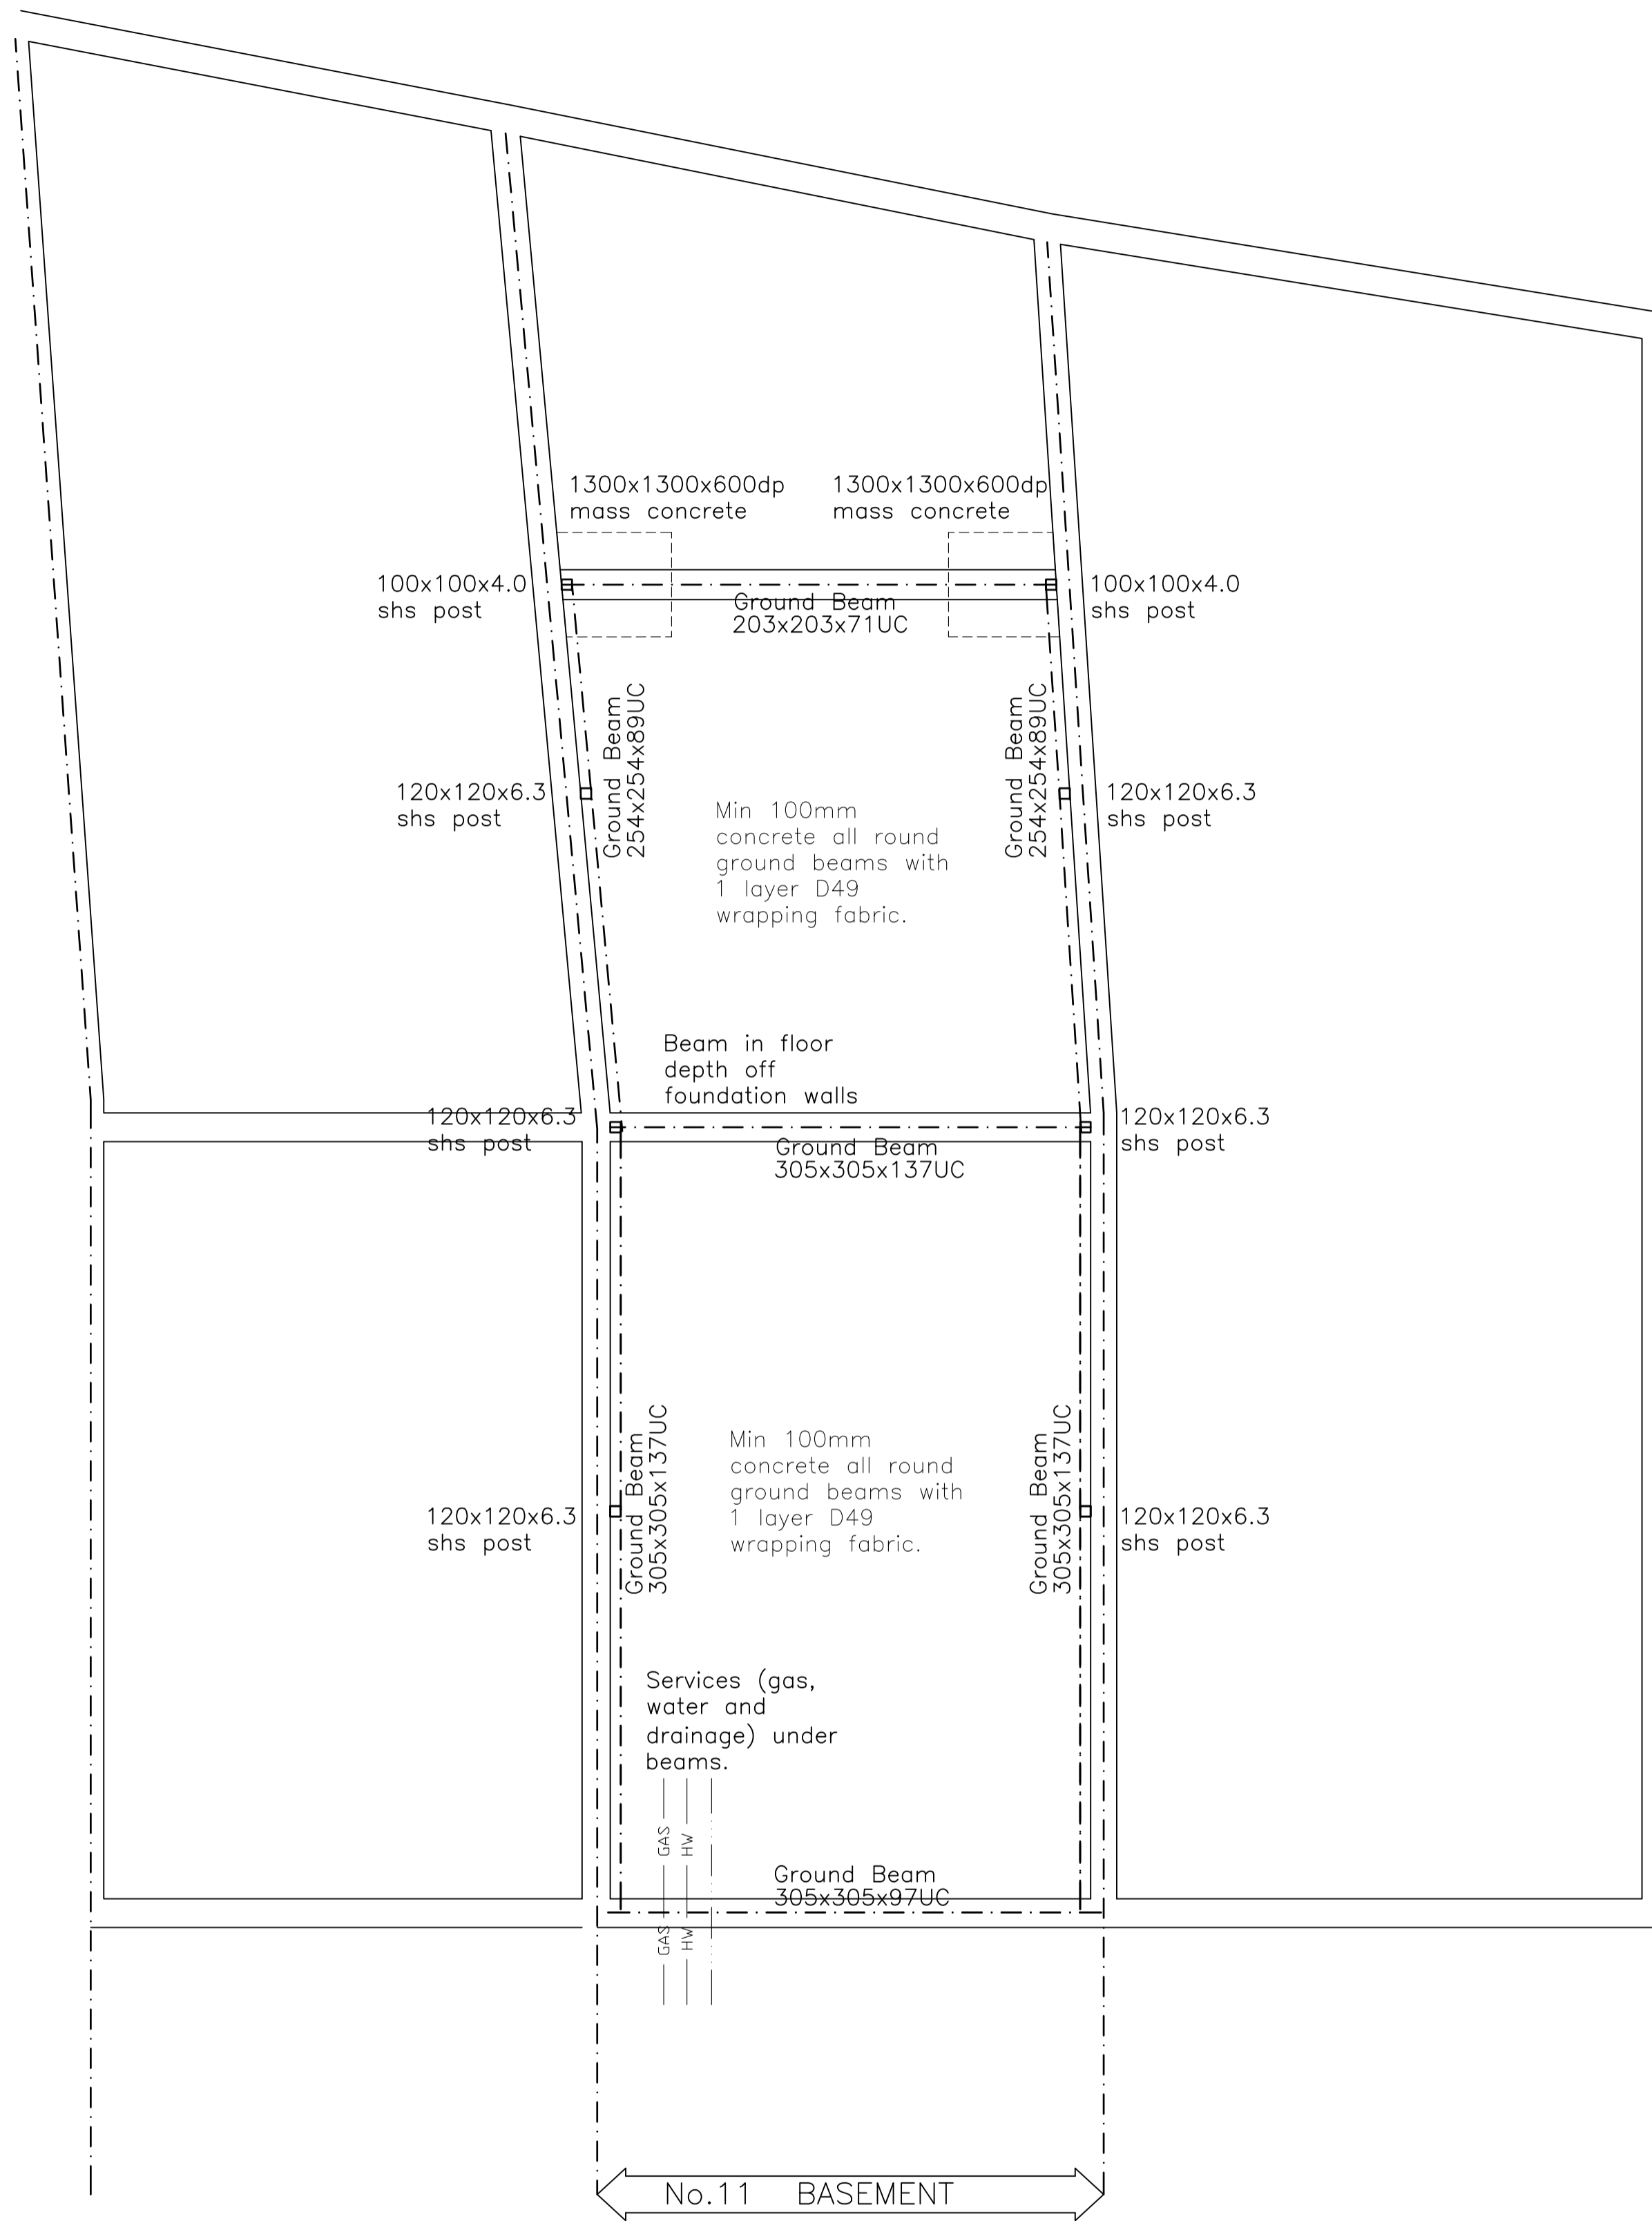 1300x1300x600dp
mass concrete
1300x1300x600dp
mass concrete
100x100x4.0
shs post
100x100x4.0
shs post
Ground Beam
203x203x71UC
Ground Beam
254x254x89UC
Ground Beam
254x254x89UC
120x120x6.3
shs post
120x120x6.3
shs post
Min 100mm
concrete all round
ground beams with
1 layer D49
wrapping fabric.
Beam in floor
depth off
foundation walls
120x120x6.3
shs post
120x120x6.3
shs post
Ground Beam
305x305x137UC
Ground Beam
305x305x137UC
Ground Beam
305x305x137UC
Min 100mm
concrete all round
ground beams with
1 layer D49
wrapping fabric.
120x120x6.3
shs post
120x120x6.3
shs post
Services (gas,
water and
drainage) under
beams.
GAS
HW
Ground Beam
305x305x97UC
GAS
HW
No.11 BASEMENT